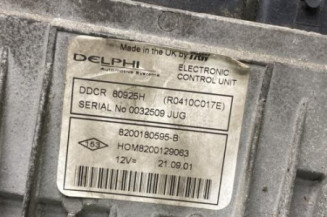 Made in the UK by TRW
DELPHI
Automotive Systems
ELECTRONIC
CONTROL UNIT
DDCR 80925H (R0410C017E)
SERIAL No 0032509 JUG
8200180595-B
153
HOM8200129063
12V= 21.09.01